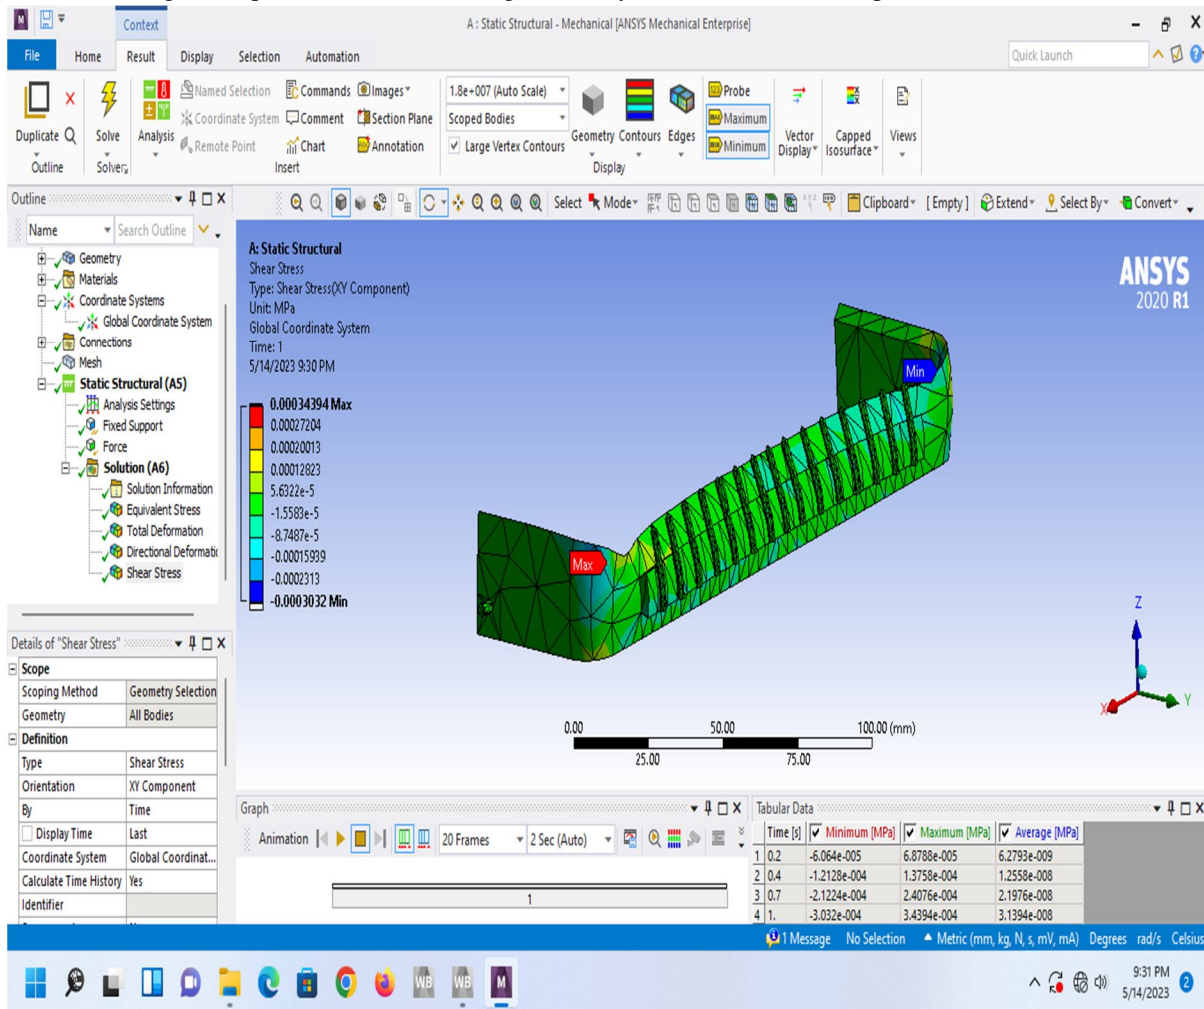 A : Static Structural - Mechanical [ANSYS Mechanical Enterprise]
Context
File Home Result Display Selection Automation
Quick Launch
Named Selection Commands Images 1.8e+007 (Auto Scale) Probe
Coordinate System Comment Section Plane Scoped Bodies Maximum
Remote Point Chart Annotation Large Vertex Contours Minimum
Duplicate Solve Analysis Geometry Contours Edges Vector Display Capped Isosurface Views
Outline Solver Insert Display
Outline
Name Search Outline
Select Mode Clipboard [Empty] Extend Select By Convert
Geometry
Materials
Coordinate Systems
Global Coordinate System
Connections
Mesh
Static Structural (A5)
Analysis Settings
Fixed Support
Force
Solution (A6)
Solution Information
Equivalent Stress
Total Deformation
Directional Deformatic
Shear Stress
A: Static Structural
Shear Stress
Type: Shear Stress(XY Component)
Unit: MPa
Global Coordinate System
Time: 1
5/14/2023 9:30 PM
0.00034394 Max
0.00027204
0.00020013
0.00012823
5.6322e-5
-1.5583e-5
-8.7487e-5
-0.00015939
-0.0002313
-0.0003032 Min
ANSYS
2020 R1
Min
Max
Z
X
Y
0.00 50.00 100.00 (mm)
25.00 75.00
Details of "Shear Stress"
Scope
Scoping Method Geometry Selection
Geometry All Bodies
Definition
Type Shear Stress
Orientation XY Component
By Time
Display Time Last
Coordinate System Global Coordinat...
Calculate Time History Yes
Identifier
Graph
Animation 20 Frames 2 Sec (Auto)
1
Tabular Data
Time [s] Minimum [MPa] Maximum [MPa] Average [MPa]
1 0.2 -6.064e-005 6.8788e-005 6.2793e-009
2 0.4 -1.2128e-004 1.3758e-004 1.2558e-008
3 0.7 -2.1224e-004 2.4076e-004 2.1976e-008
4 1. -3.032e-004 3.4394e-004 3.1394e-008
1 Message No Selection Metric (mm, kg, N, s, mV, mA) Degrees rad/s Celsius
WB WB M
9:31 PM
5/14/2023 2